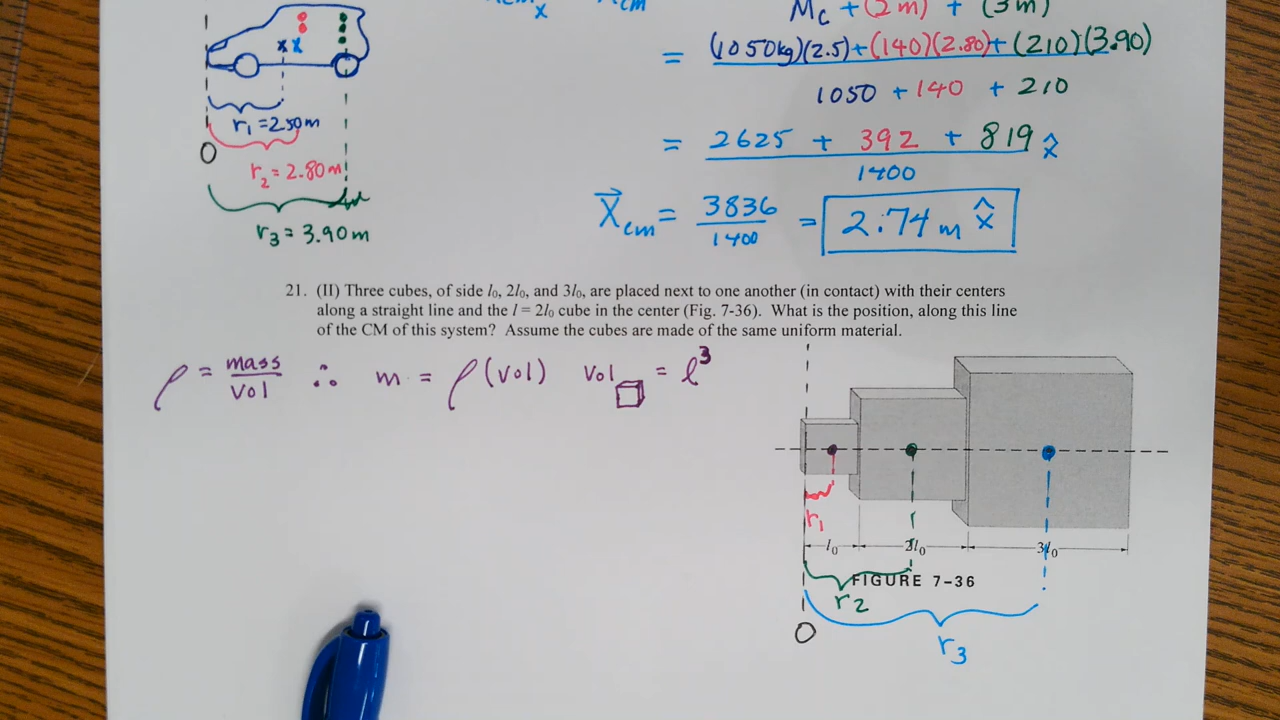 x cm
M_C + (2m) + (3m)
= (1050kg)(2.5)+(140)(2.80)+(210)(3.90)
1050 + 140 + 210
= 2625 + 392 + 819 x̂
1400
X⃗cm = 3836 = 2.74 m x̂
1400
x x
r₁ = 2.50m
O
r₂ = 2.80m
r₃ = 3.90m
21. (II) Three cubes, of side l₀, 2l₀, and 3l₀, are placed next to one another (in contact) with their centers
along a straight line and the l = 2l₀ cube in the center (Fig. 7-36). What is the position, along this line
of the CM of this system? Assume the cubes are made of the same uniform material.
ρ = mass ∴ m = ρ(vol) vol = l³
vol
r₁
l₀ 2l₀ 3l₀
FIGURE 7-36
r₂
O
r₃